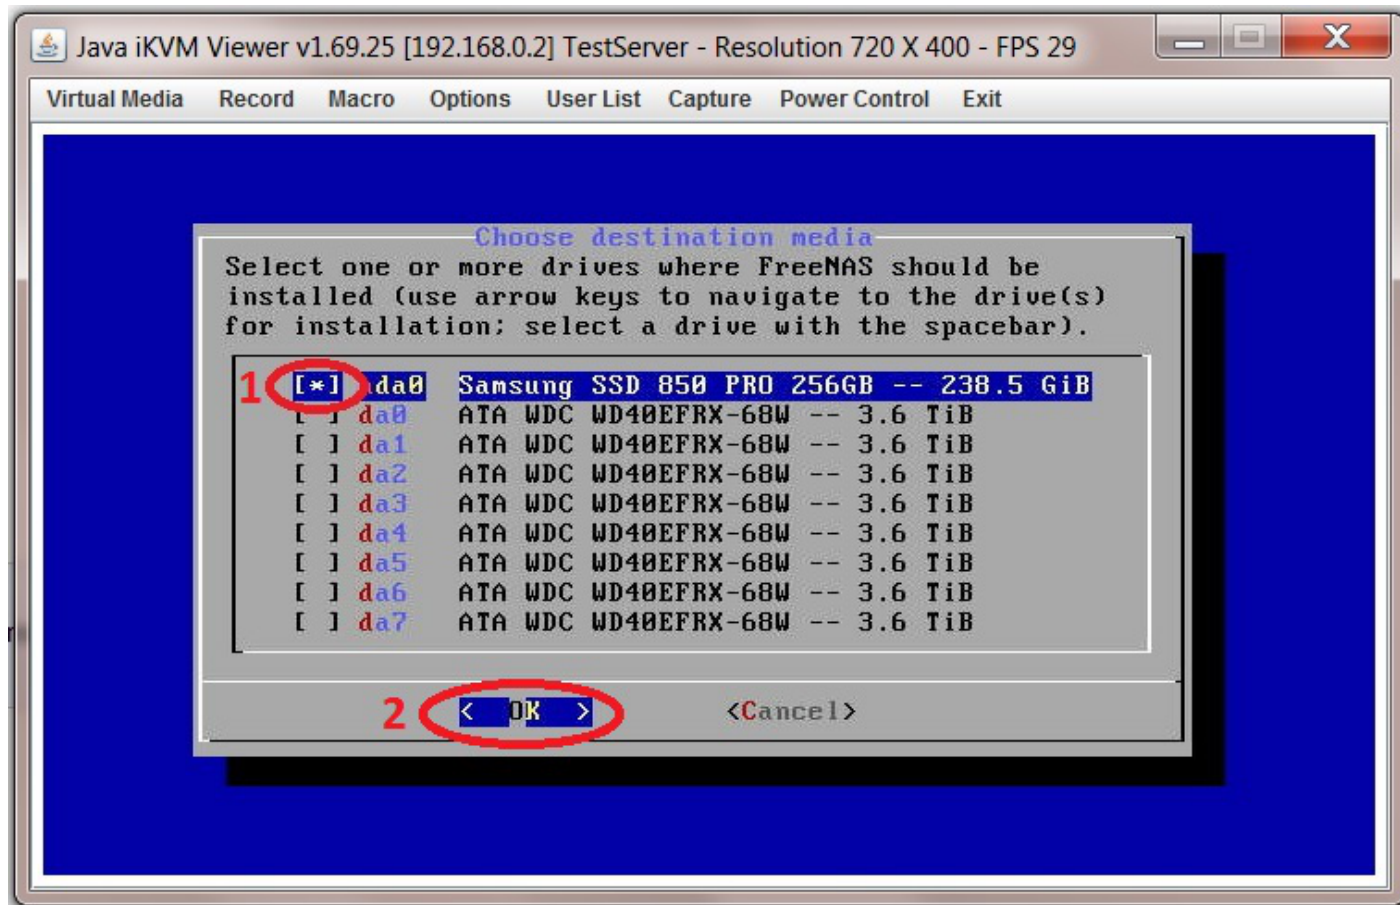 Java iKVM Viewer v1.69.25 [192.168.0.2] TestServer - Resolution 720 X 400 - FPS 29
Virtual Media Record Macro Options User List Capture Power Control Exit
Choose destination media
Select one or more drives where FreeNAS should be
installed (use arrow keys to navigate to the drive(s)
for installation; select a drive with the spacebar).
1 [*] ada0 Samsung SSD 850 PRO 256GB -- 238.5 GiB
[ ] da0 ATA WDC WD40EFRX-68W -- 3.6 TiB
[ ] da1 ATA WDC WD40EFRX-68W -- 3.6 TiB
[ ] da2 ATA WDC WD40EFRX-68W -- 3.6 TiB
[ ] da3 ATA WDC WD40EFRX-68W -- 3.6 TiB
[ ] da4 ATA WDC WD40EFRX-68W -- 3.6 TiB
[ ] da5 ATA WDC WD40EFRX-68W -- 3.6 TiB
[ ] da6 ATA WDC WD40EFRX-68W -- 3.6 TiB
[ ] da7 ATA WDC WD40EFRX-68W -- 3.6 TiB
2 < OK > <Cancel>